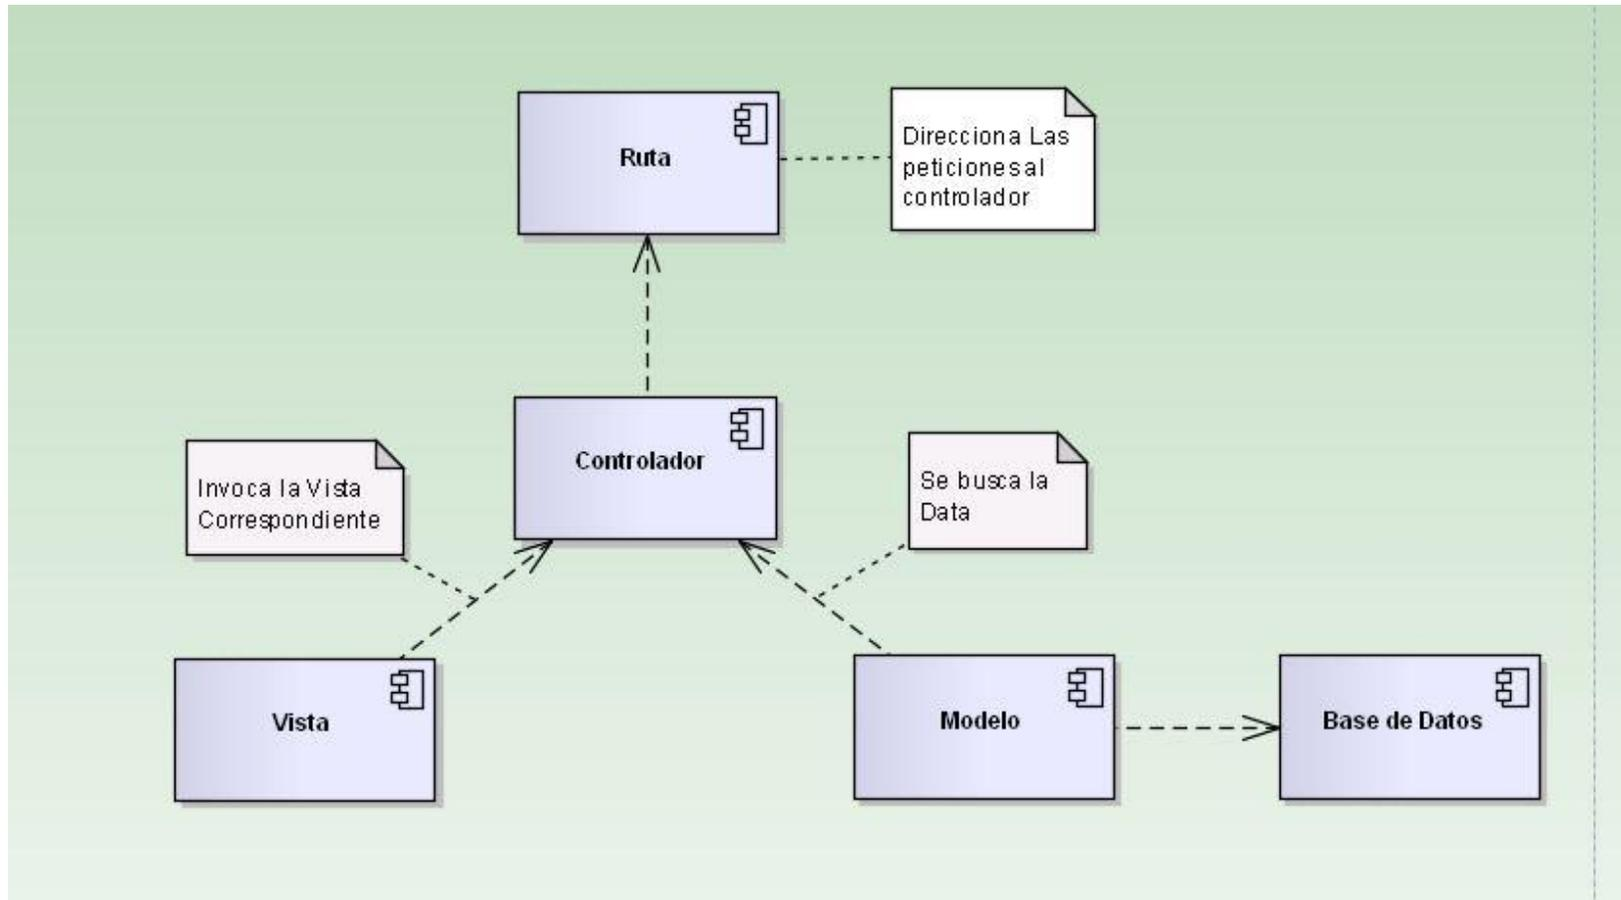 Ruta
Direcciona Las
peticiones al
controlador
Controlador
Invoca la Vista
Correspondiente
Se busca la
Data
Vista
Modelo
Base de Datos